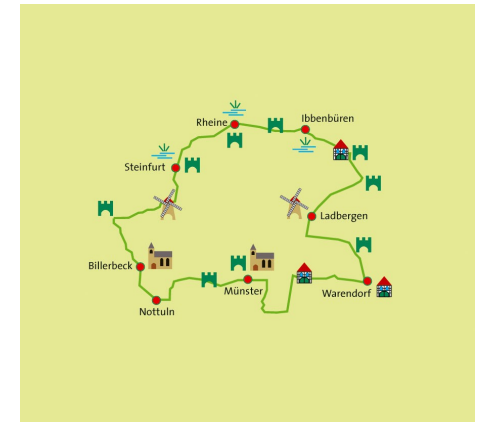 Ibbenbüren
Rheine
Steinfurt
Ladbergen
Billerbeck
Münster
Warendorf
Nottuln